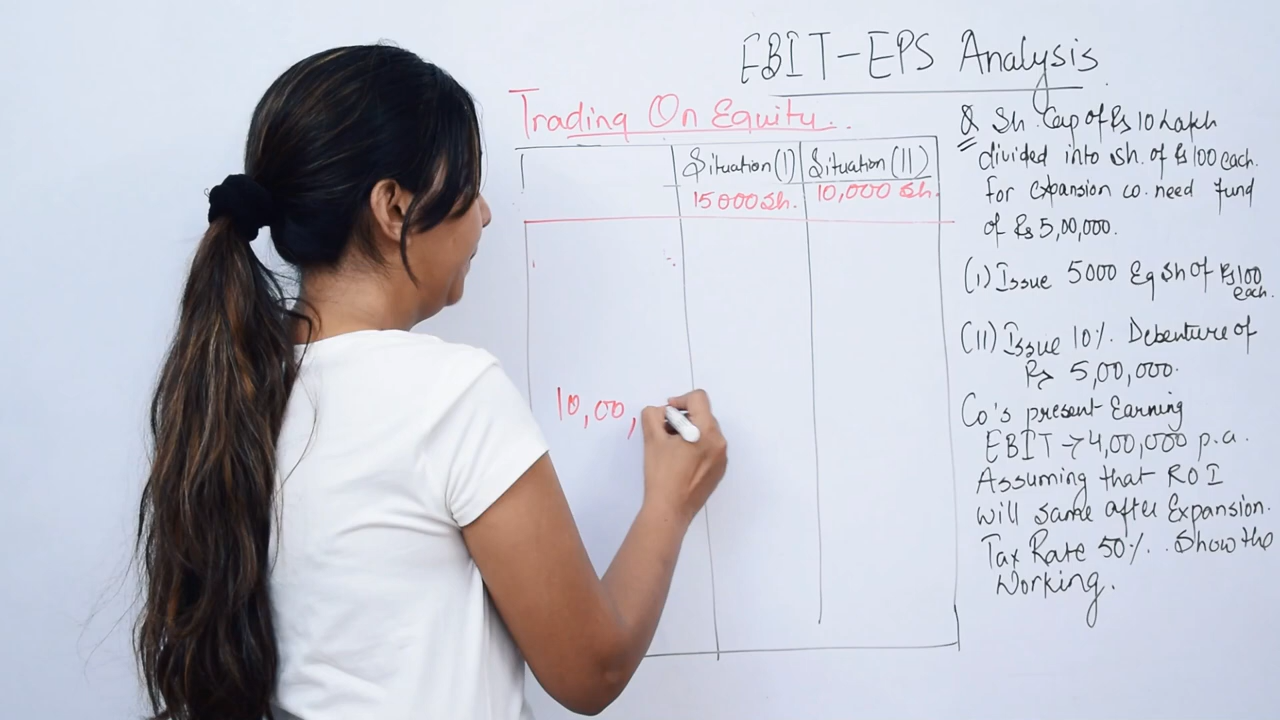 EBIT-EPS Analysis
Trading On Equity.
Situation (I) Situation (II)
15000 Sh. 10,000 Sh.
10,00,
Q Sh. Cap of Rs 10 Lakh
divided into Sh. of Rs 100 each.
for expansion co. need fund
of Rs 5,00,000.
(I) Issue 5000 Eq Sh of Rs 100
each.
(II) Issue 10% Debenture of
Rs 5,00,000.
Co's present Earning
EBIT → 4,00,000 p.a.
Assuming that ROI
will same after Expansion.
Tax Rate 50%. Show the
Working.